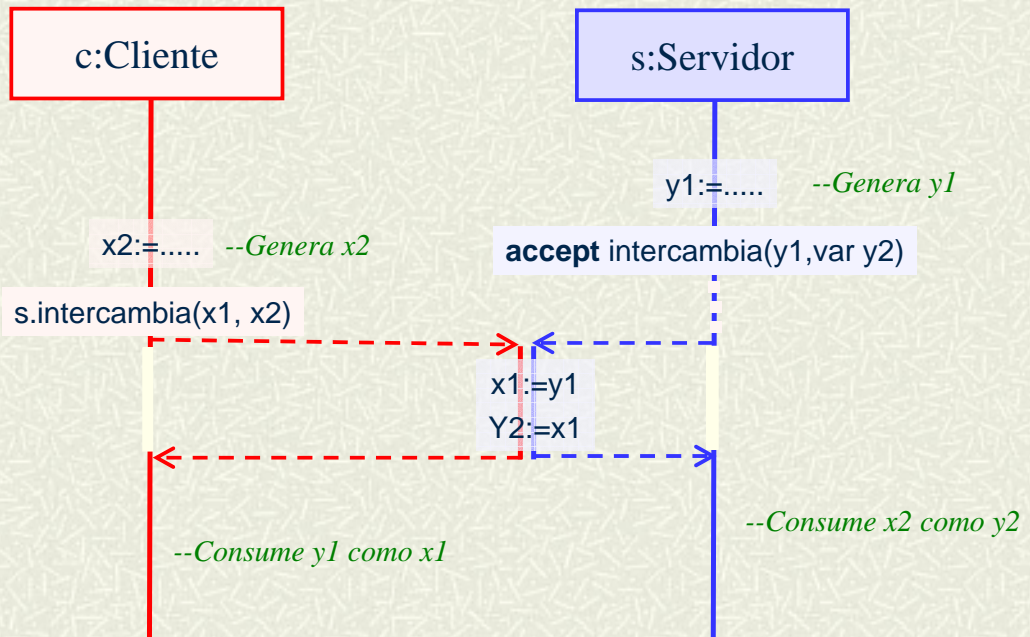 c:Cliente
s:Servidor
y1:=..... --Genera y1
x2:=..... --Genera x2
accept intercambia(y1,var y2)
s.intercambia(x1, x2)
x1:=y1
Y2:=x1
--Consume x2 como y2
--Consume y1 como x1